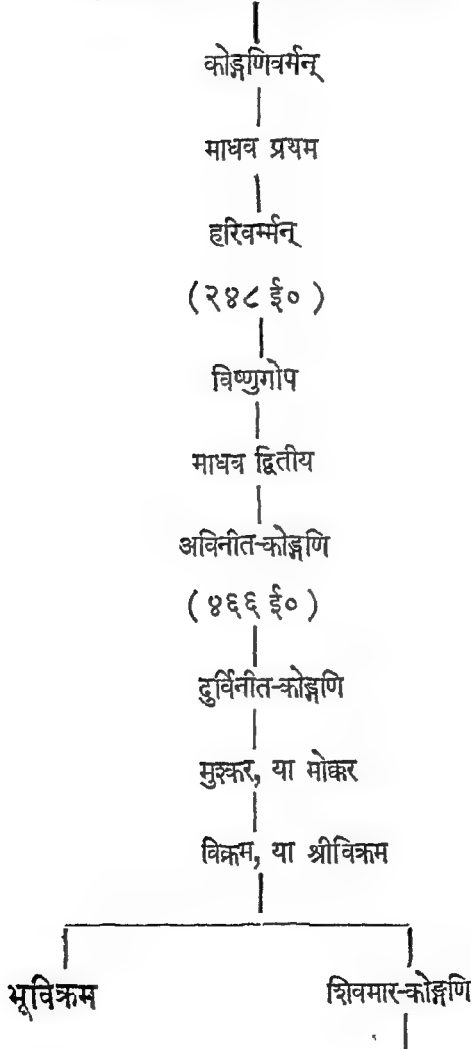 कोङ्गणिवर्मन्
माधव प्रथम
हरिवर्म्मन्
(२४८ ई०)
विष्णुगोप
माधव द्वितीय
अविनीत-कोङ्गणि
(४६६ ई०)
दुर्विनीत-कोङ्गणि
मुश्कर, या मोक्कर
विक्रम, या श्रीविक्रम
भूविक्रम शिवमार-कोङ्गणि